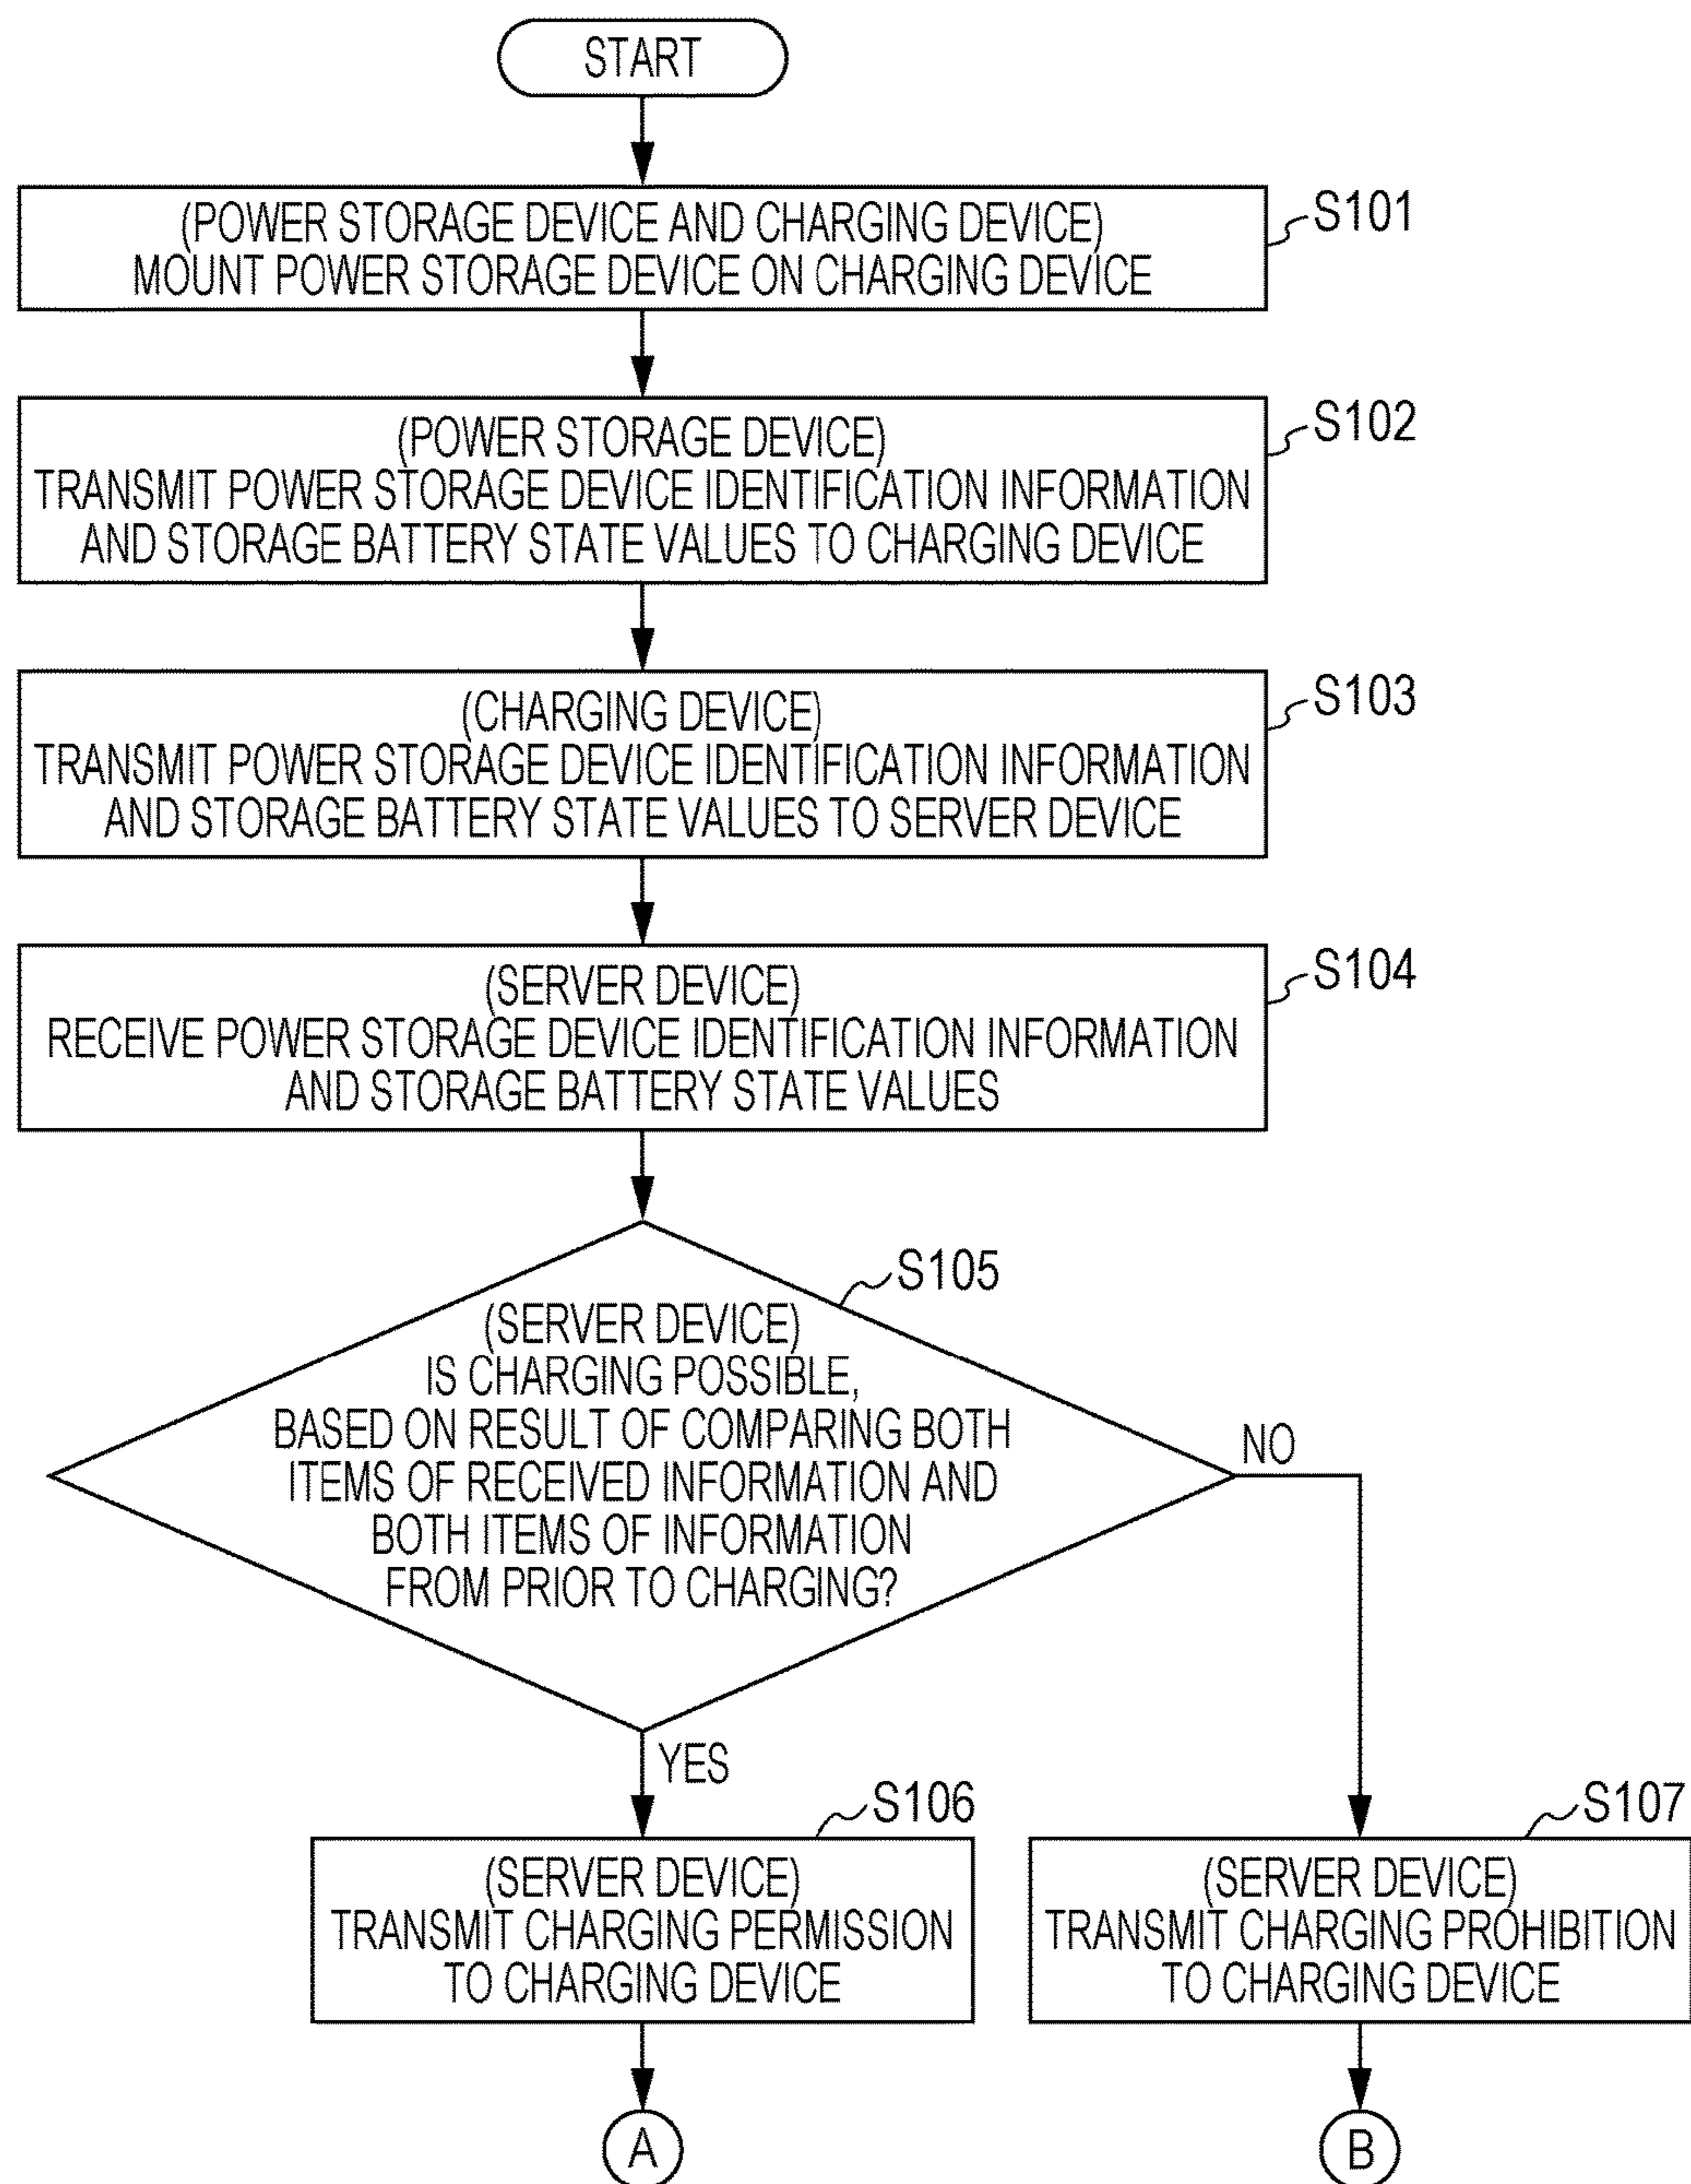 START
(POWER STORAGE DEVICE AND CHARGING DEVICE)
MOUNT POWER STORAGE DEVICE ON CHARGING DEVICE
S101
(POWER STORAGE DEVICE)
TRANSMIT POWER STORAGE DEVICE IDENTIFICATION INFORMATION
AND STORAGE BATTERY STATE VALUES TO CHARGING DEVICE
S102
(CHARGING DEVICE)
TRANSMIT POWER STORAGE DEVICE IDENTIFICATION INFORMATION
AND STORAGE BATTERY STATE VALUES TO SERVER DEVICE
S103
(SERVER DEVICE)
RECEIVE POWER STORAGE DEVICE IDENTIFICATION INFORMATION
AND STORAGE BATTERY STATE VALUES
S104
S105
(SERVER DEVICE)
IS CHARGING POSSIBLE,
BASED ON RESULT OF COMPARING BOTH
ITEMS OF RECEIVED INFORMATION AND
BOTH ITEMS OF INFORMATION
FROM PRIOR TO CHARGING?
NO
YES
S106
(SERVER DEVICE)
TRANSMIT CHARGING PERMISSION
TO CHARGING DEVICE
S107
(SERVER DEVICE)
TRANSMIT CHARGING PROHIBITION
TO CHARGING DEVICE
A
B